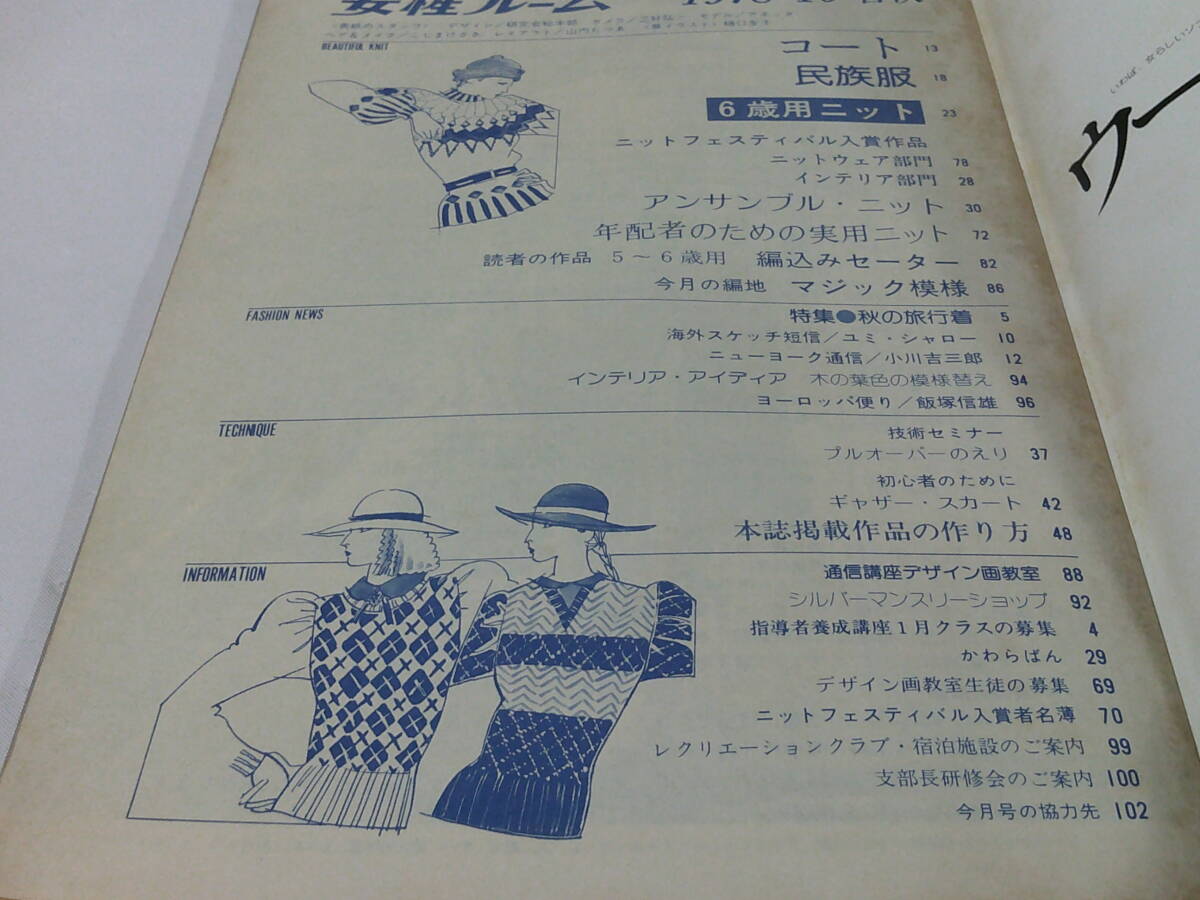 女性ルーム
BEAUTIFUL KNIT
コート 13
民族服 18
6歳用ニット 23
ニットフェスティバル入賞作品
ニットウェア部門 78
インテリア部門 28
アンサンブル・ニット 30
年配者のための実用ニット 72
読者の作品 5〜6歳用 編込みセーター 82
今月の編地 マジック模様 86
FASHION NEWS
特集●秋の旅行着 5
海外スケッチ短信/ユミ・シャロー 10
ニューヨーク通信/小川吉三郎 12
インテリア・アイディア 木の葉色の模様替え 94
ヨーロッパ便り/飯塚信雄 96
TECHNIQUE
技術セミナー
プルオーバーのえり 37
初心者のために
ギャザー・スカート 42
本誌掲載作品の作り方 48
INFORMATION
通信講座デザイン画教室 88
シルバーマンスリーショップ 92
指導者養成講座1月クラスの募集 4
かわらばん 29
デザイン画教室生徒の募集 69
ニットフェスティバル入賞者名薄 70
レクリエーションクラブ・宿泊施設のご案内 99
支部長研修会のご案内 100
今月号の協力先 102
ウー